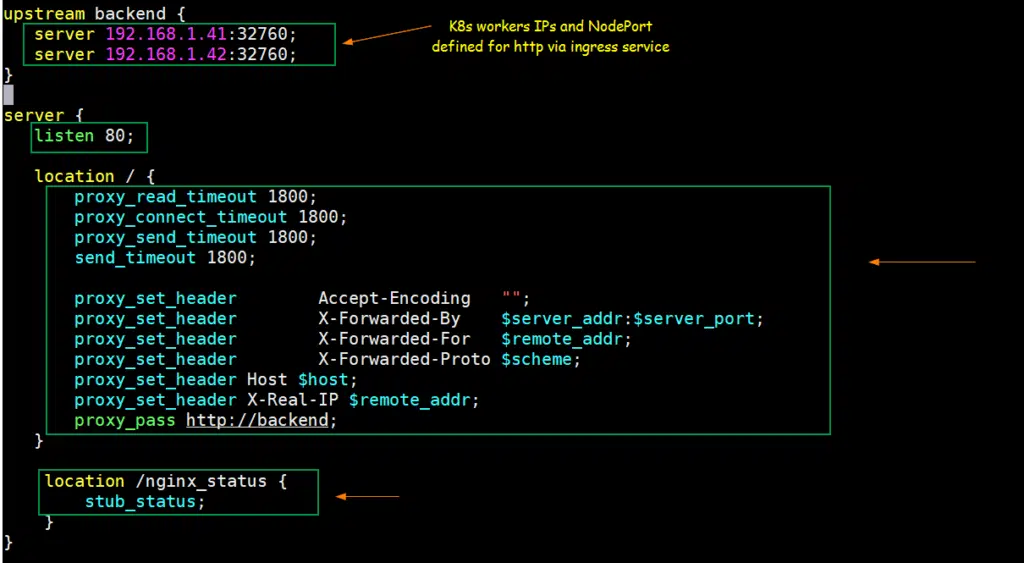 upstream backend {
server 192.168.1.41:32760;
server 192.168.1.42:32760;
}
K8s workers IPs and NodePort
defined for http via ingress service
server {
listen 80;
location / {
proxy_read_timeout 1800;
proxy_connect_timeout 1800;
proxy_send_timeout 1800;
send_timeout 1800;
proxy_set_header Accept-Encoding "";
proxy_set_header X-Forwarded-By $server_addr:$server_port;
proxy_set_header X-Forwarded-For $remote_addr;
proxy_set_header X-Forwarded-Proto $scheme;
proxy_set_header Host $host;
proxy_set_header X-Real-IP $remote_addr;
proxy_pass http://backend;
}
location /nginx_status {
stub_status;
}
}